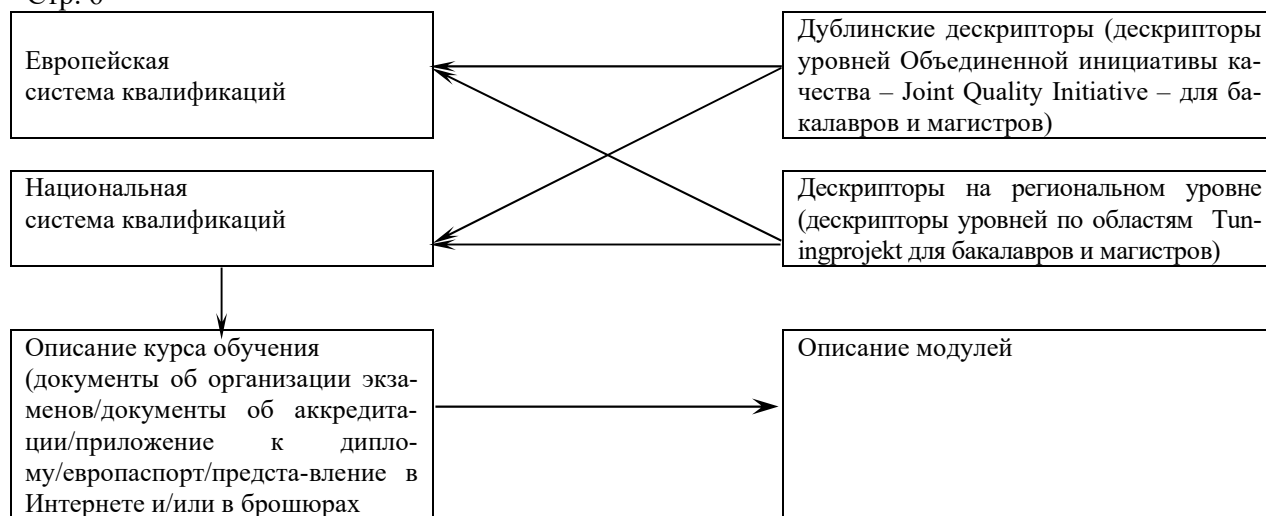 Европейская
система квалификаций
Дублинские дескрипторы (дескрипторы
уровней Объединенной инициативы ка-
чества – Joint Quality Initiative – для ба-
калавров и магистров)
Национальная
система квалификаций
Дескрипторы на региональном уровне
(дескрипторы уровней по областям Tun-
ingprojekt для бакалавров и магистров)
Описание курса обучения
(документы об организации экза-
менов/документы об аккредита-
ции/приложение к дипло-
му/европаспорт/предста-вление в
Интернете и/или в брошюрах
Описание модулей